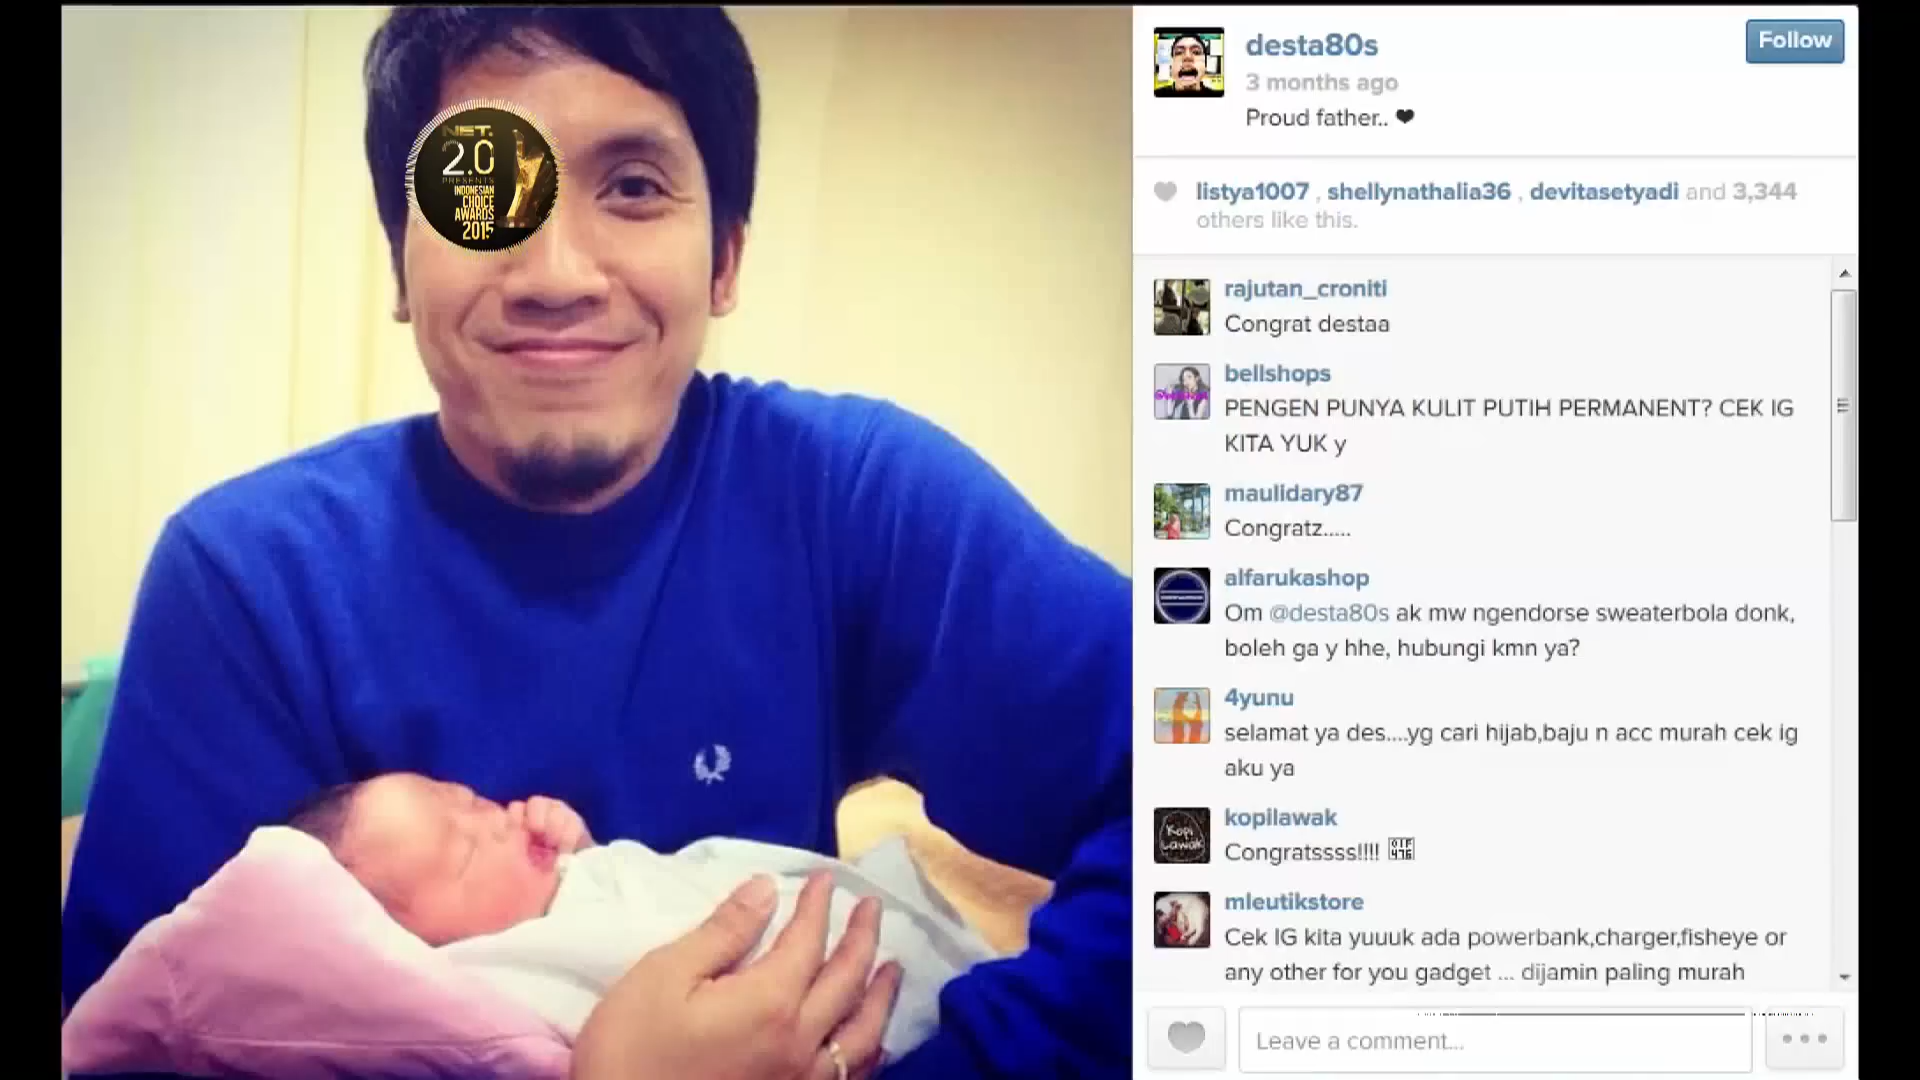 NET.
2.0
PRESENTS
INDONESIAN
CHOICE
AWARDS
2015
desta80s
3 months ago
Proud father.. ❤
Follow
listya1007 , shellynathalia36 , devitasetyadi and 3,344
others like this.
rajutan_croniti
Congrat destaa
bellshops
PENGEN PUNYA KULIT PUTIH PERMANENT? CEK IG
KITA YUK y
maulidary87
Congratz.....
alfarukashop
Om @desta80s ak mw ngendorse sweaterbola donk,
boleh ga y hhe, hubungi kmn ya?
4yunu
selamat ya des....yg cari hijab,baju n acc murah cek ig
aku ya
Kopi
Lawak
kopilawak
Congratssss!!!!
mleutikstore
Cek IG kita yuuuk ada powerbank,charger,fisheye or
any other for you gadget ... dijamin paling murah
Leave a comment...